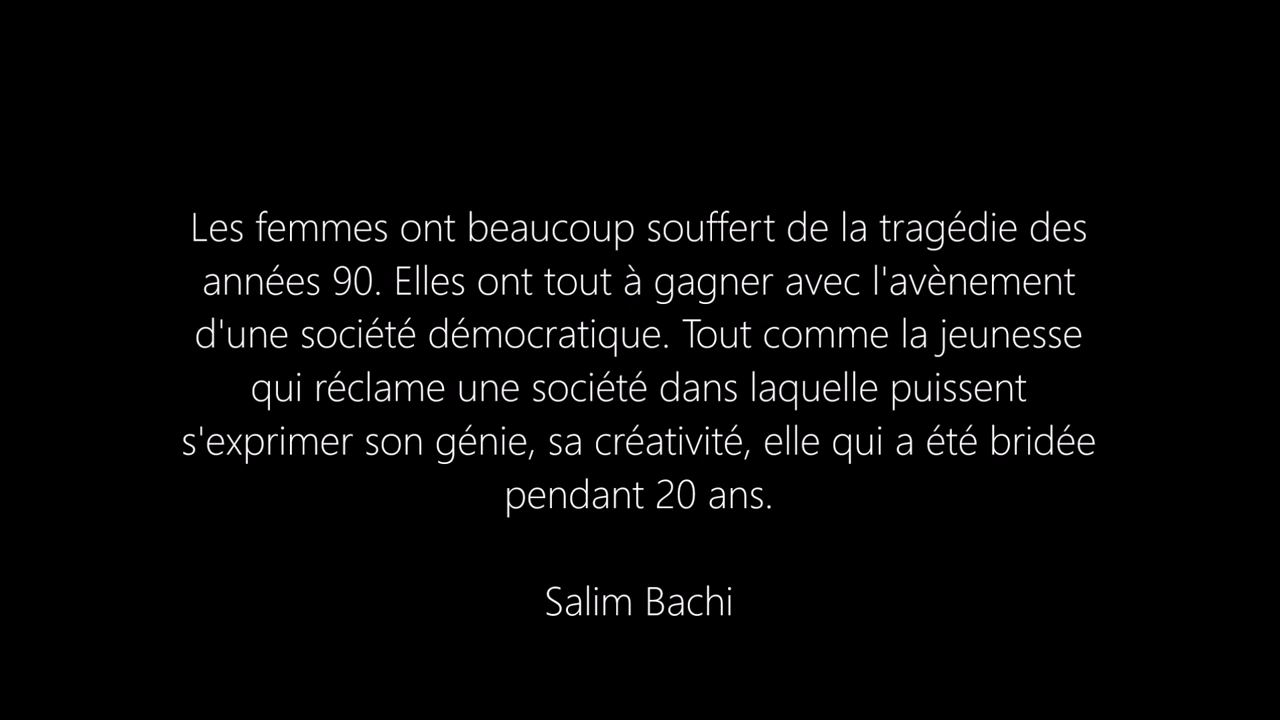 Les femmes ont beaucoup souffert de la tragédie des
années 90. Elles ont tout à gagner avec l'avènement
d'une société démocratique. Tout comme la jeunesse
qui réclame une société dans laquelle puissent
s'exprimer son génie, sa créativité, elle qui a été bridée
pendant 20 ans.
Salim Bachi